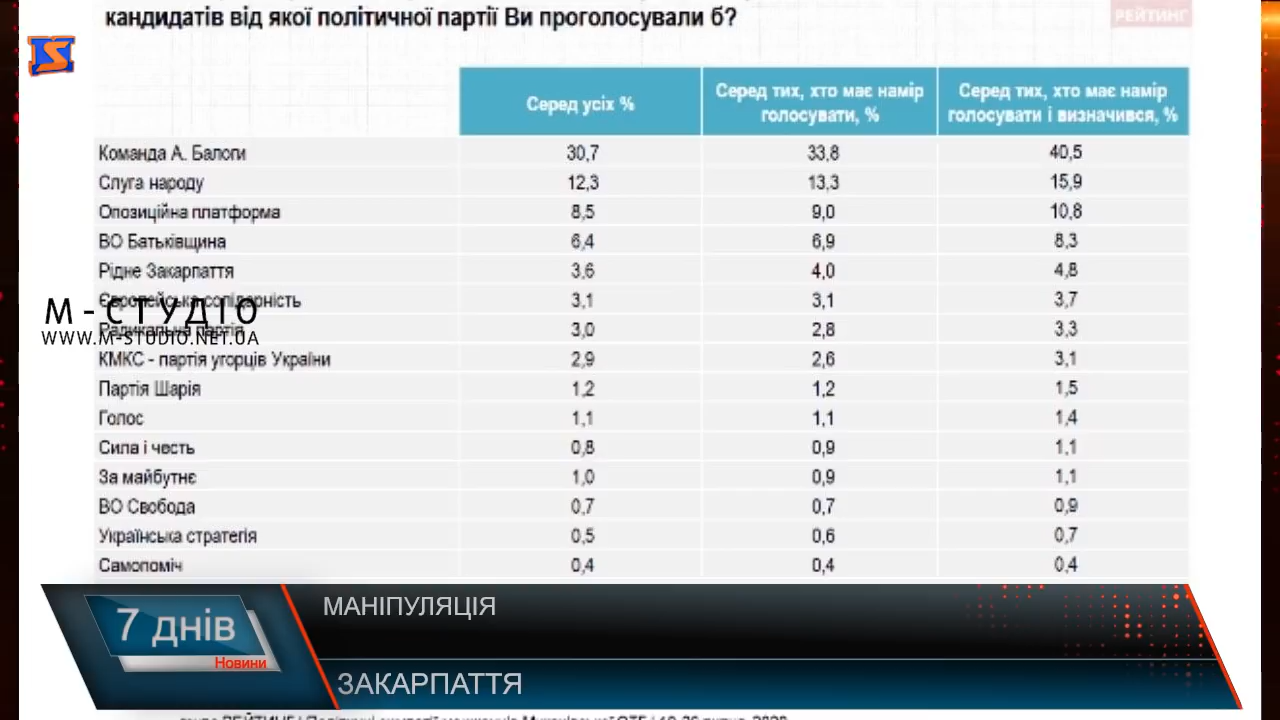 кандидатів від якої політичної партії Ви проголосували б?
РЕЙТИНГ
Серед усіх %
Серед тих, хто має намір голосувати, %
Серед тих, хто має намір голосувати і визначився, %
Команда А. Балоги 30,7 33,8 40,5
Слуга народу 12,3 13,3 15,9
Опозиційна платформа 8,5 9,0 10,8
ВО Батьківщина 6,4 6,9 8,3
Рідне Закарпаття 3,6 4,0 4,8
Європейська солідарність 3,1 3,1 3,7
М-СТУДІО
Радикальна партія 3,0 2,8 3,3
WWW.M-STUDIO.NET.UA
КМКС - партія угорців України 2,9 2,6 3,1
Партія Шарія 1,2 1,2 1,5
Голос 1,1 1,1 1,4
Сила і честь 0,8 0,9 1,1
За майбутнє 1,0 0,9 1,1
ВО Свобода 0,7 0,7 0,9
Українська стратегія 0,5 0,6 0,7
Самопоміч 0,4 0,4 0,4
7 днів
Новини
МАНІПУЛЯЦІЯ
ЗАКАРПАТТЯ